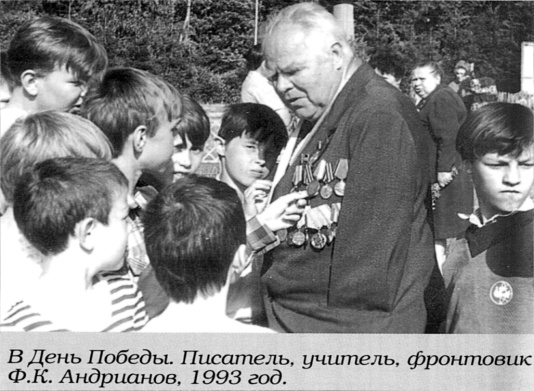 В День Победы. Писатель, учитель, фронтовик
Ф.К. Андрианов, 1993 год.